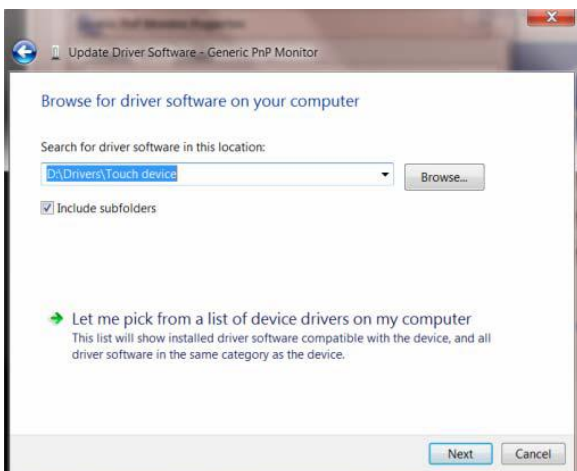 Update Driver Software - Generic PnP Monitor
Browse for driver software on your computer
Search for driver software in this location:
D:\Drivers\Touch device
Browse...
Include subfolders
Let me pick from a list of device drivers on my computer
This list will show installed driver software compatible with the device, and all
driver software in the same category as the device.
Next
Cancel